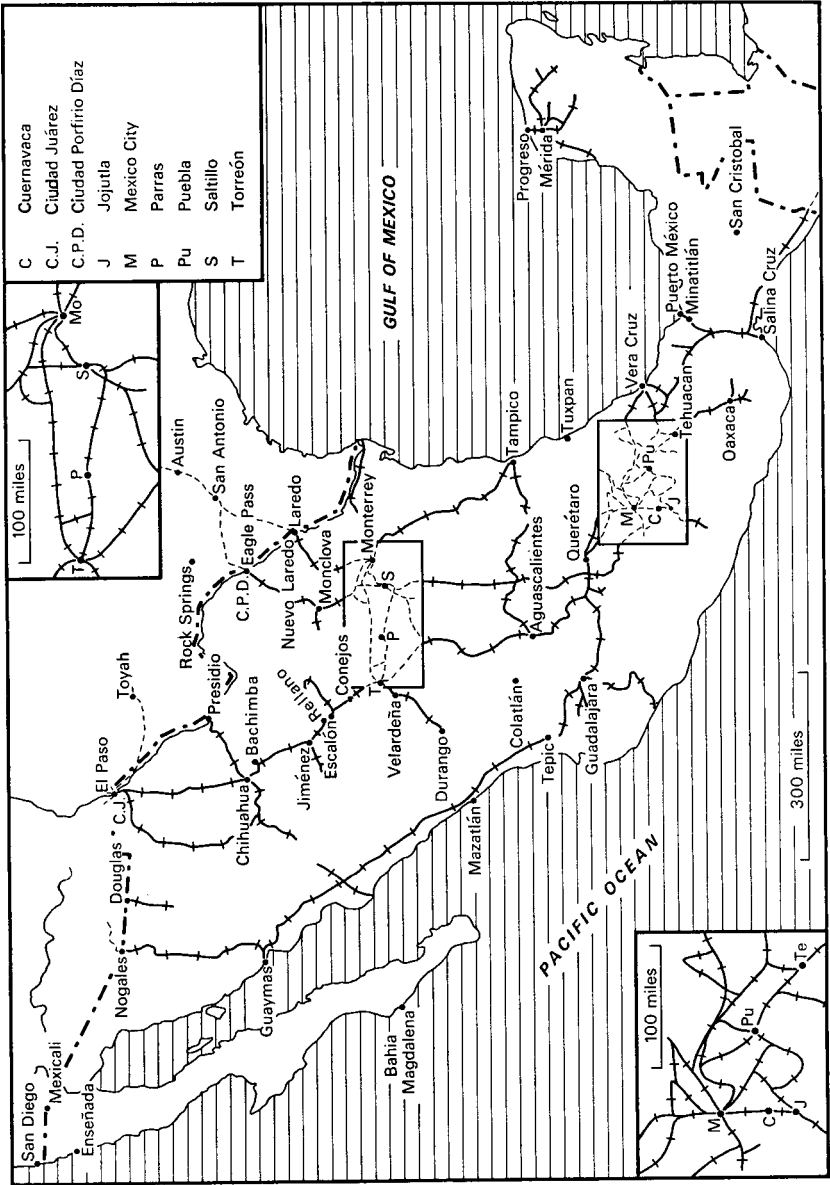 C Cuernavaca
C.J. Ciudad Juárez
C.P.D. Ciudad Porfirio Díaz
J Jojutla
M Mexico City
P Parras
Pu Puebla
S Saltillo
T Torreón
100 miles
T
P
S
Mo
San Diego
Mexicali
Enseñada
Nogales
Douglas
El Paso
C.J.
Toyah
Presidio
Rock Springs
Austin
San Antonio
Eagle Pass
C.P.D.
Laredo
Nuevo Laredo
Monclova
Monterrey
Chihuahua
Bachimba
Jiménez
Escalón
Rellano
Conejos
T
P
S
Velardeña
Durango
Guaymas
Bahia
Magdalena
Mazatlán
Colatlán
Tepic
Guadalajára
Aguascalientes
Tampico
Tuxpan
Querétaro
M
C
J
Pu
Vera Cruz
Tehuacan
Oaxaca
Puerto México
Minatitlán
Salina Cruz
San Cristobal
Progreso
Mérida
GULF OF MEXICO
PACIFIC OCEAN
300 miles
100 miles
M
C
J
Pu
Te